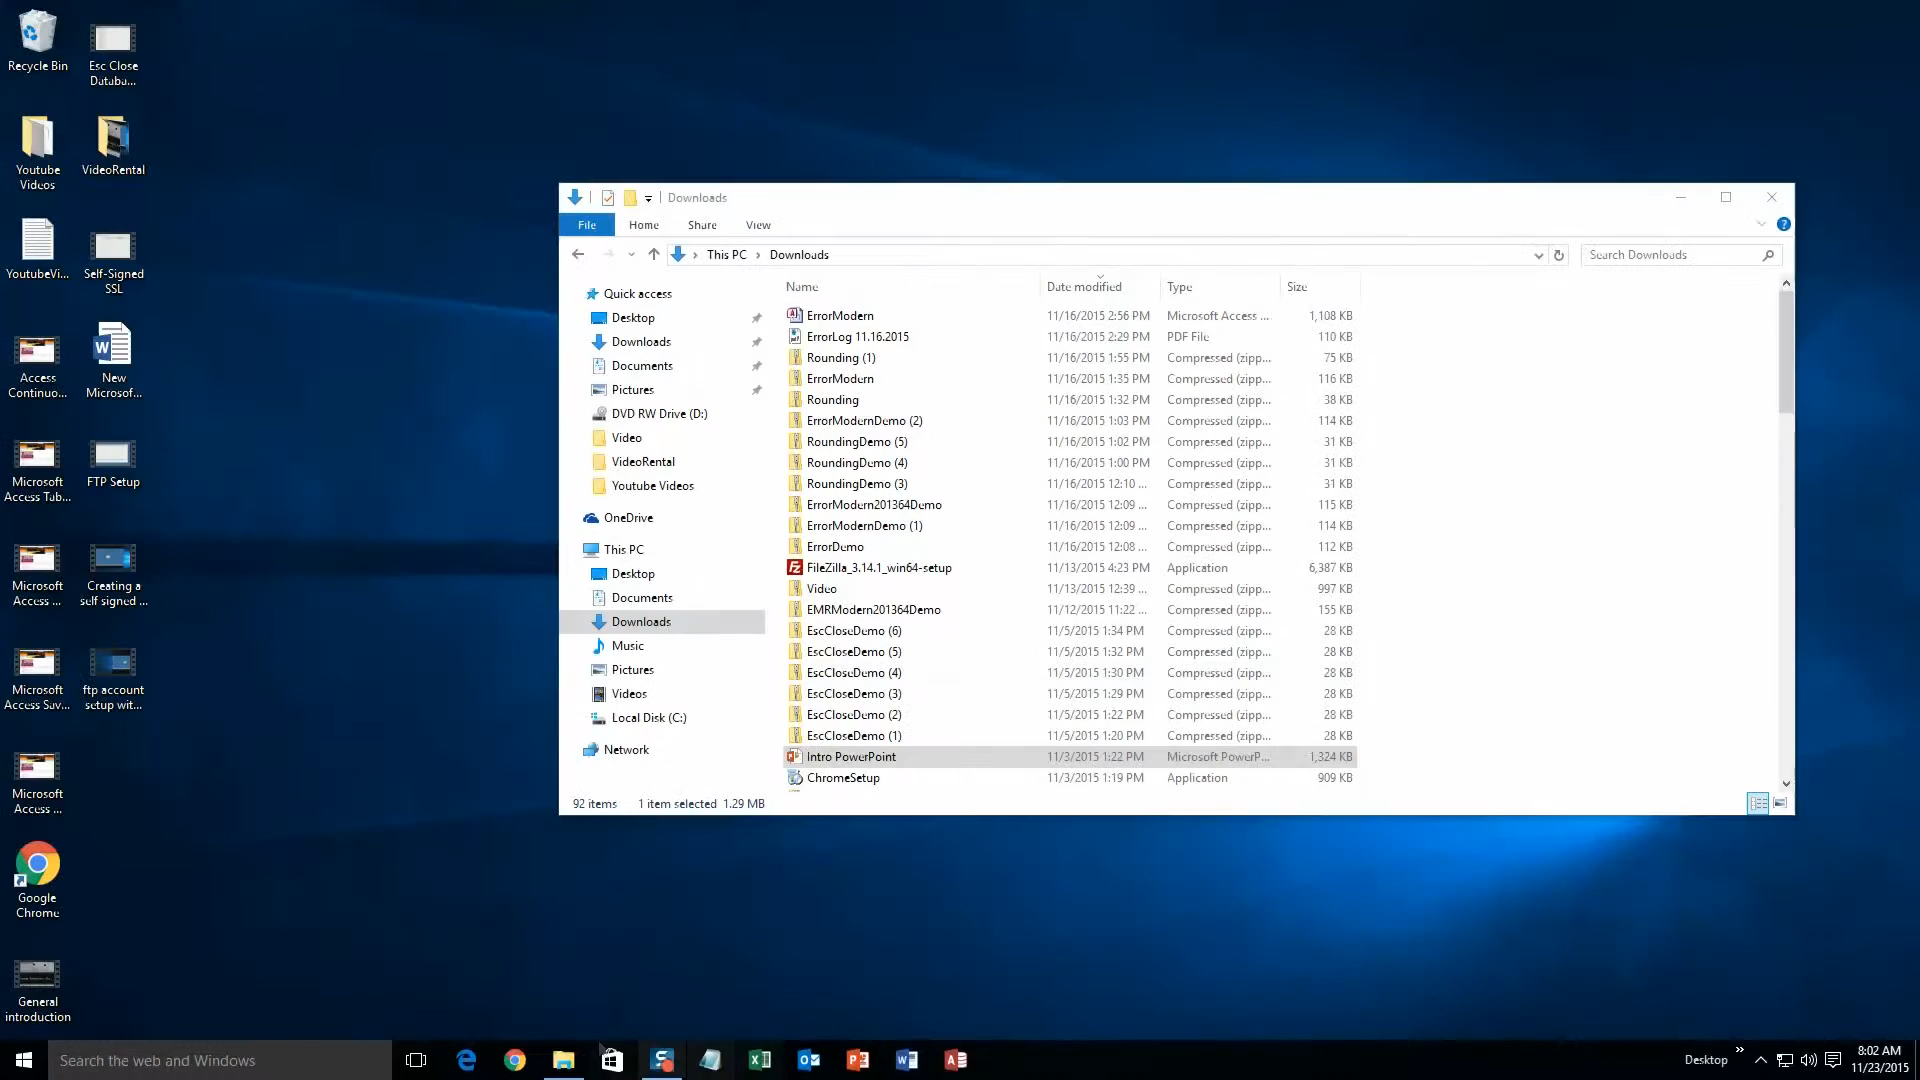 Recycle Bin
Esc Close
Databa...
Youtube
Videos
VideoRental
YoutubeVi...
Self-Signed
SSL
Access
Continuo...
New
Microsof...
Microsoft
Access Tab...
FTP Setup
Microsoft
Access ...
Creating a
self signed ...
Microsoft
Access Sav...
ftp account
setup wit...
Microsoft
Access ...
Google
Chrome
General
introduction
Downloads
File Home Share View
This PC > Downloads
Search Downloads
Quick access
Desktop
Downloads
Documents
Pictures
DVD RW Drive (D:)
Video
VideoRental
Youtube Videos
OneDrive
This PC
Desktop
Documents
Downloads
Music
Pictures
Videos
Local Disk (C:)
Network
Name Date modified Type Size
ErrorModern 11/16/2015 2:56 PM Microsoft Access ... 1,108 KB
ErrorLog 11.16.2015 11/16/2015 2:29 PM PDF File 110 KB
Rounding (1) 11/16/2015 1:55 PM Compressed (zipp... 75 KB
ErrorModern 11/16/2015 1:35 PM Compressed (zipp... 116 KB
Rounding 11/16/2015 1:32 PM Compressed (zipp... 38 KB
ErrorModernDemo (2) 11/16/2015 1:03 PM Compressed (zipp... 114 KB
RoundingDemo (5) 11/16/2015 1:02 PM Compressed (zipp... 31 KB
RoundingDemo (4) 11/16/2015 1:00 PM Compressed (zipp... 31 KB
RoundingDemo (3) 11/16/2015 12:10 ... Compressed (zipp... 31 KB
ErrorModern201364Demo 11/16/2015 12:09 ... Compressed (zipp... 115 KB
ErrorModernDemo (1) 11/16/2015 12:09 ... Compressed (zipp... 114 KB
ErrorDemo 11/16/2015 12:08 ... Compressed (zipp... 112 KB
FileZilla_3.14.1_win64-setup 11/13/2015 4:23 PM Application 6,387 KB
Video 11/13/2015 12:39 ... Compressed (zipp... 997 KB
EMRModern201364Demo 11/12/2015 11:22 ... Compressed (zipp... 155 KB
EscCloseDemo (6) 11/5/2015 1:34 PM Compressed (zipp... 28 KB
EscCloseDemo (5) 11/5/2015 1:32 PM Compressed (zipp... 28 KB
EscCloseDemo (4) 11/5/2015 1:30 PM Compressed (zipp... 28 KB
EscCloseDemo (3) 11/5/2015 1:29 PM Compressed (zipp... 28 KB
EscCloseDemo (2) 11/5/2015 1:22 PM Compressed (zipp... 28 KB
EscCloseDemo (1) 11/5/2015 1:20 PM Compressed (zipp... 28 KB
Intro PowerPoint 11/3/2015 1:22 PM Microsoft PowerP... 1,324 KB
ChromeSetup 11/3/2015 1:19 PM Application 909 KB
92 items 1 item selected 1.29 MB
Search the web and Windows
Desktop
8:02 AM
11/23/2015